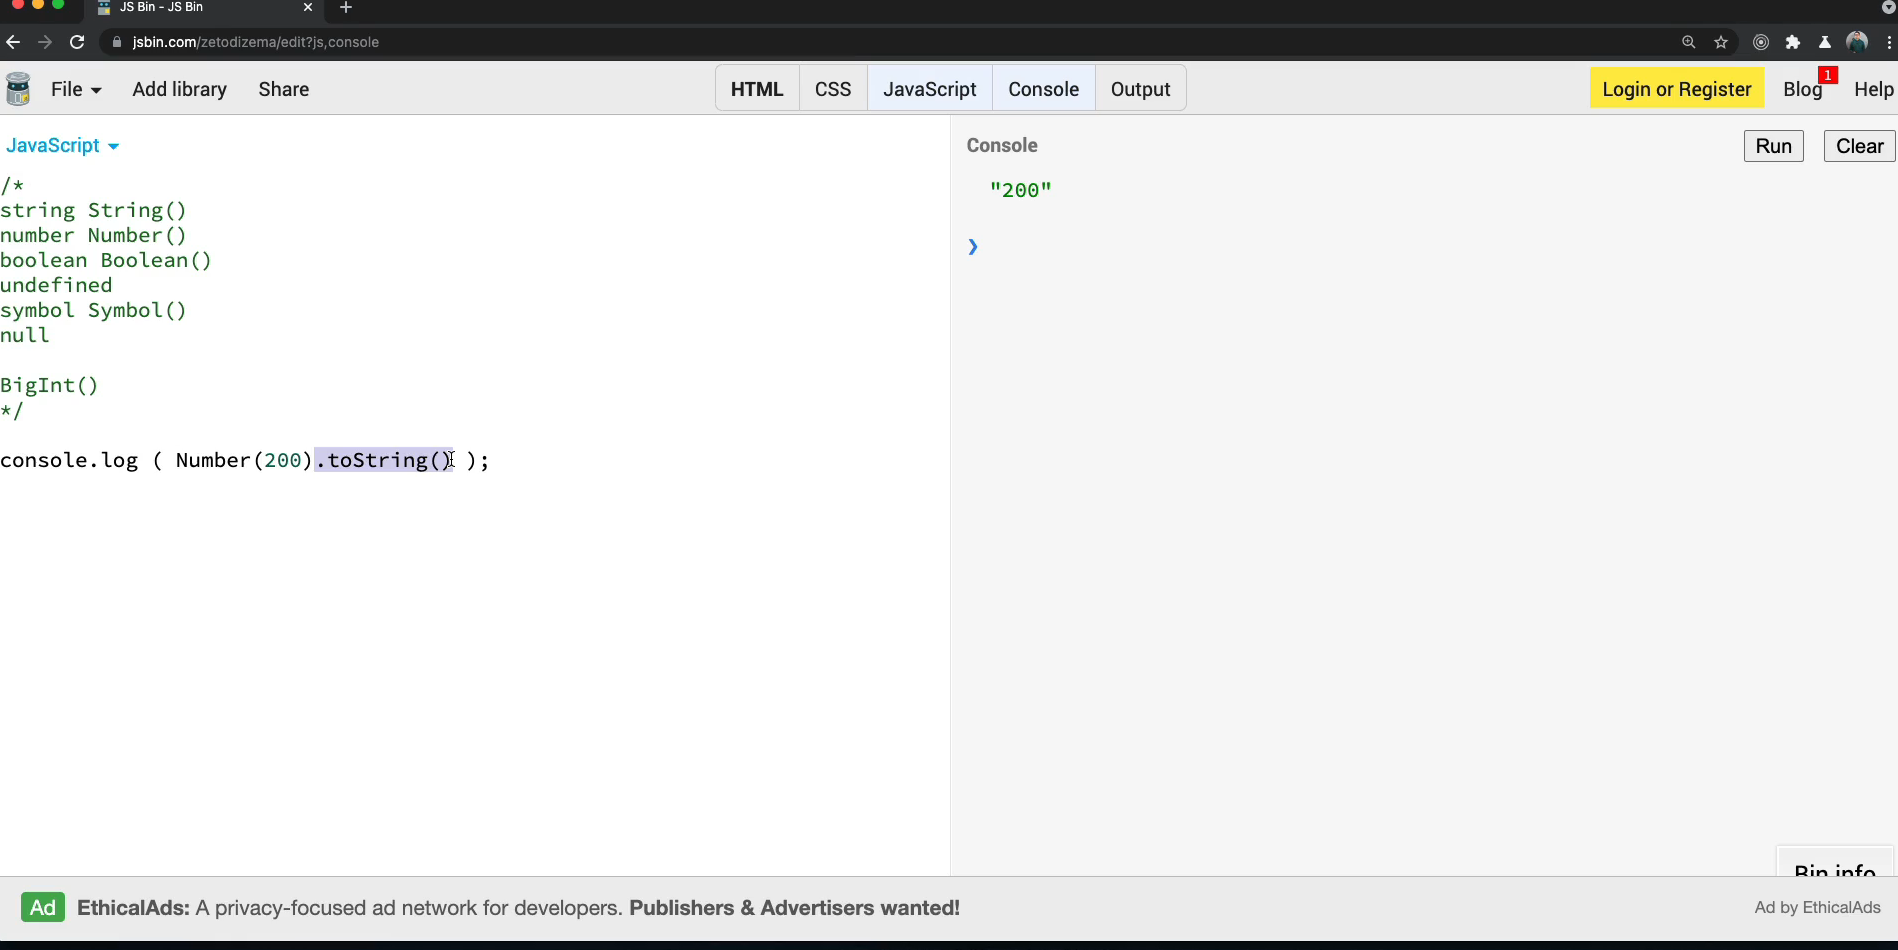 JS Bin - JS Bin
jsbin.com/zetodizema/edit?js,console
File Add library Share HTML CSS JavaScript Console Output Login or Register Blog 1 Help
JavaScript
/*
string String()
number Number()
boolean Boolean()
undefined
symbol Symbol()
null
BigInt()
*/
console.log ( Number(200).toString() );
Console Run Clear
"200"
Bin info
Ad EthicalAds: A privacy-focused ad network for developers. Publishers & Advertisers wanted! Ad by EthicalAds